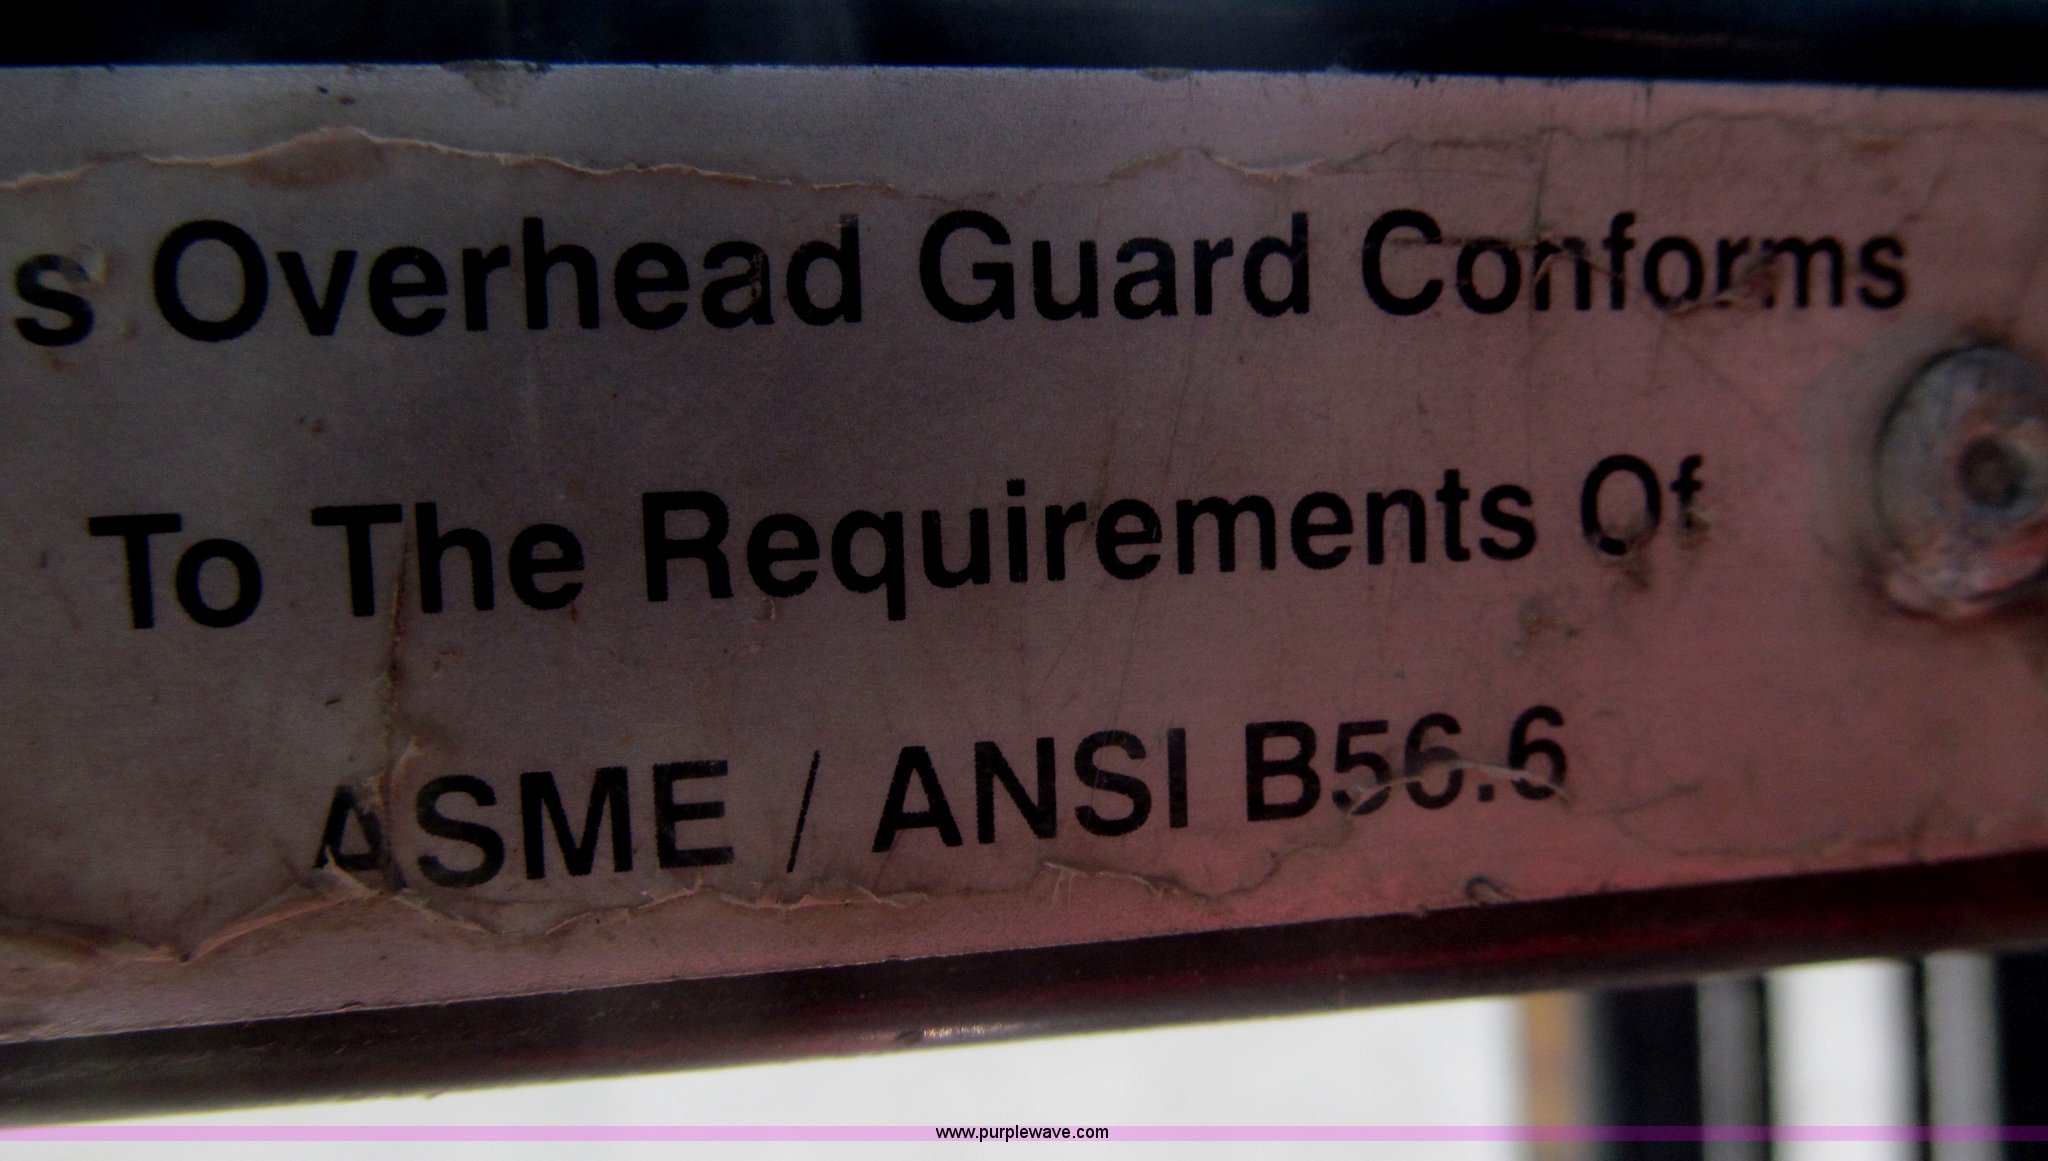 s Overhead Guard Conforms
To The Requirements Of
ASME / ANSI B56.6
www.purplewave.com